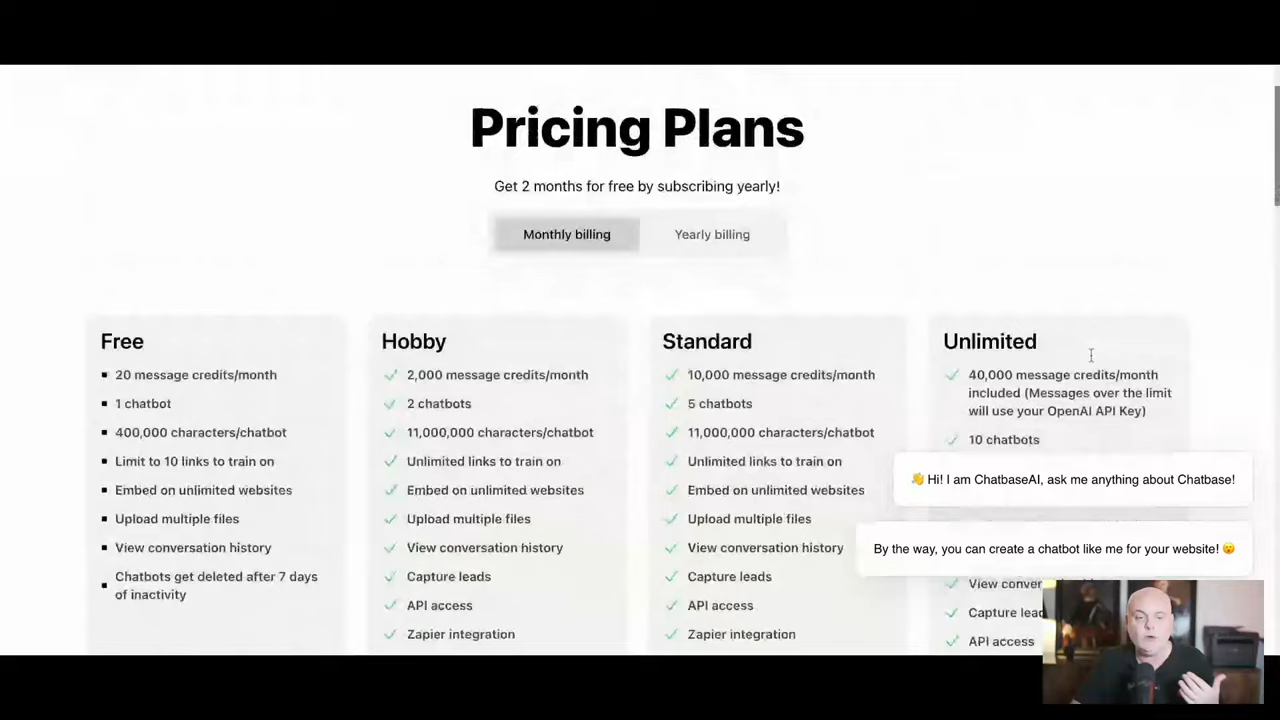 Pricing Plans
Get 2 months for free by subscribing yearly!
Monthly billing
Yearly billing
Free
20 message credits/month
1 chatbot
400,000 characters/chatbot
Limit to 10 links to train on
Embed on unlimited websites
Upload multiple files
View conversation history
Chatbots get deleted after 7 days
of inactivity
Hobby
2,000 message credits/month
2 chatbots
11,000,000 characters/chatbot
Unlimited links to train on
Embed on unlimited websites
Upload multiple files
View conversation history
Capture leads
API access
Zapier integration
Standard
10,000 message credits/month
5 chatbots
11,000,000 characters/chatbot
Unlimited links to train on
Embed on unlimited websites
Upload multiple files
View conversation history
Capture leads
API access
Zapier integration
Unlimited
40,000 message credits/month
included (Messages over the limit
will use your OpenAI API Key)
10 chatbots
👋 Hi! I am ChatbaseAI, ask me anything about Chatbase!
By the way, you can create a chatbot like me for your website! 😮
View
Capture
API access